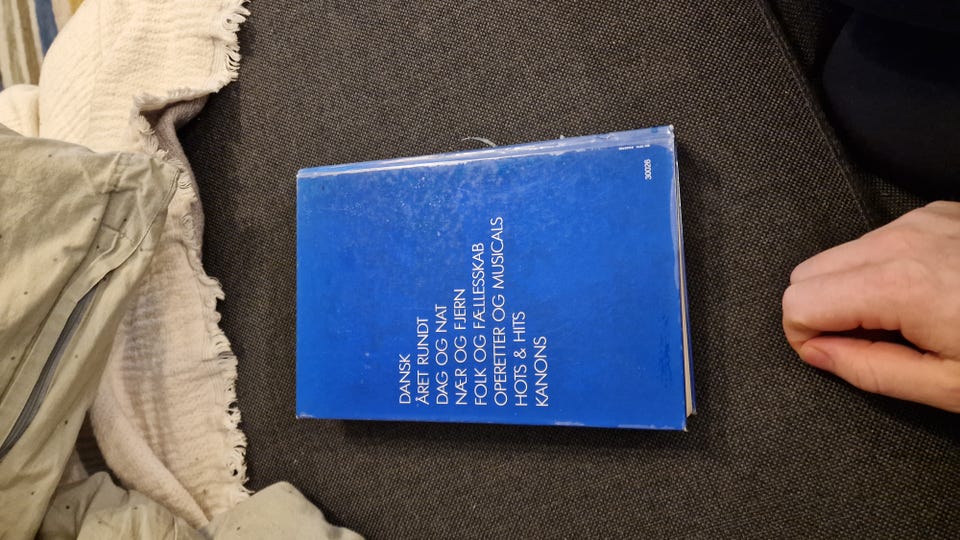 DANSK
ÅRET RUNDT
DAG OG NAT
NÆR OG FJERN
FOLK OG FÆLLESSKAB
OPERETTER OG MUSICALS
HOTS & HITS
KANONS
30026